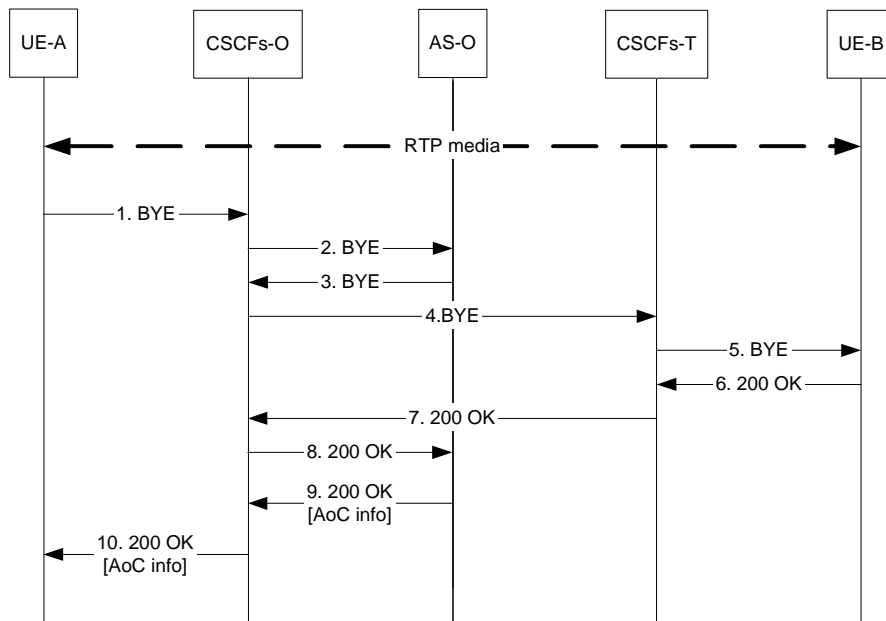 UE-A
CSCFs-O
AS-O
CSCFs-T
UE-B
RTP media
1. BYE
2. BYE
3. BYE
4.BYE
5. BYE
6. 200 OK
7. 200 OK
8. 200 OK
9. 200 OK
[AoC info]
10. 200 OK
[AoC info]